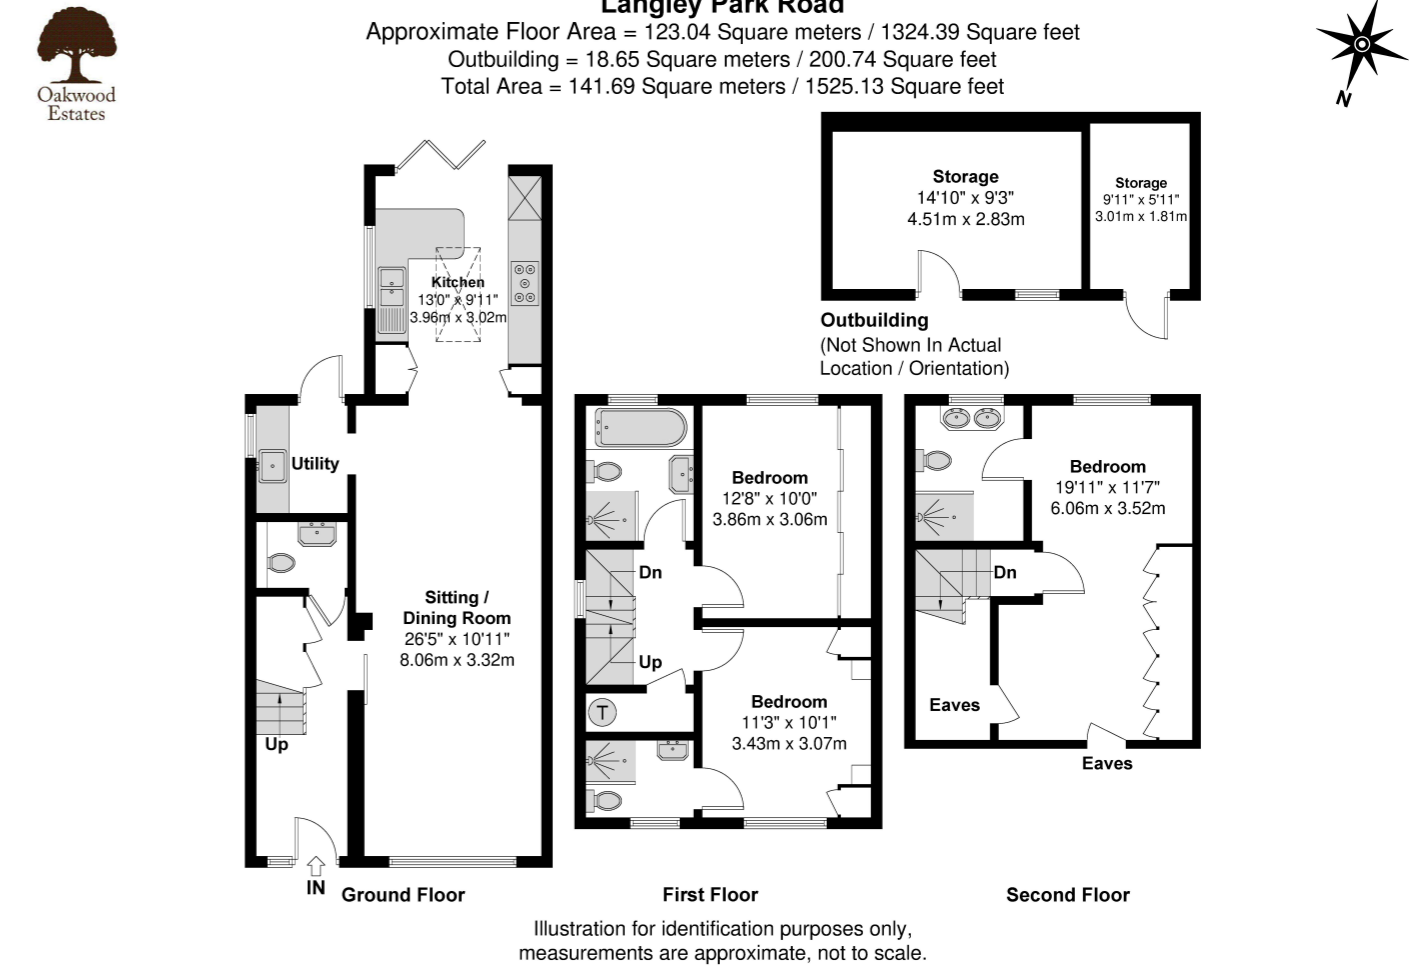 Langley Park Road
Approximate Floor Area = 123.04 Square meters / 1324.39 Square feet
Outbuilding = 18.65 Square meters / 200.74 Square feet
Total Area = 141.69 Square meters / 1525.13 Square feet
Oakwood
Estates
N
Storage
14'10" x 9'3"
4.51m x 2.83m
Storage
9'11" x 5'11"
3.01m x 1.81m
Outbuilding
(Not Shown In Actual
Location / Orientation)
Kitchen
13'0" x 9'11"
3.96m x 3.02m
Utility
Sitting /
Dining Room
26'5" x 10'11"
8.06m x 3.32m
Up
IN
Ground Floor
Bedroom
12'8" x 10'0"
3.86m x 3.06m
Dn
Up
T
Bedroom
11'3" x 10'1"
3.43m x 3.07m
First Floor
Bedroom
19'11" x 11'7"
6.06m x 3.52m
Dn
Eaves
Eaves
Second Floor
Illustration for identification purposes only,
measurements are approximate, not to scale.